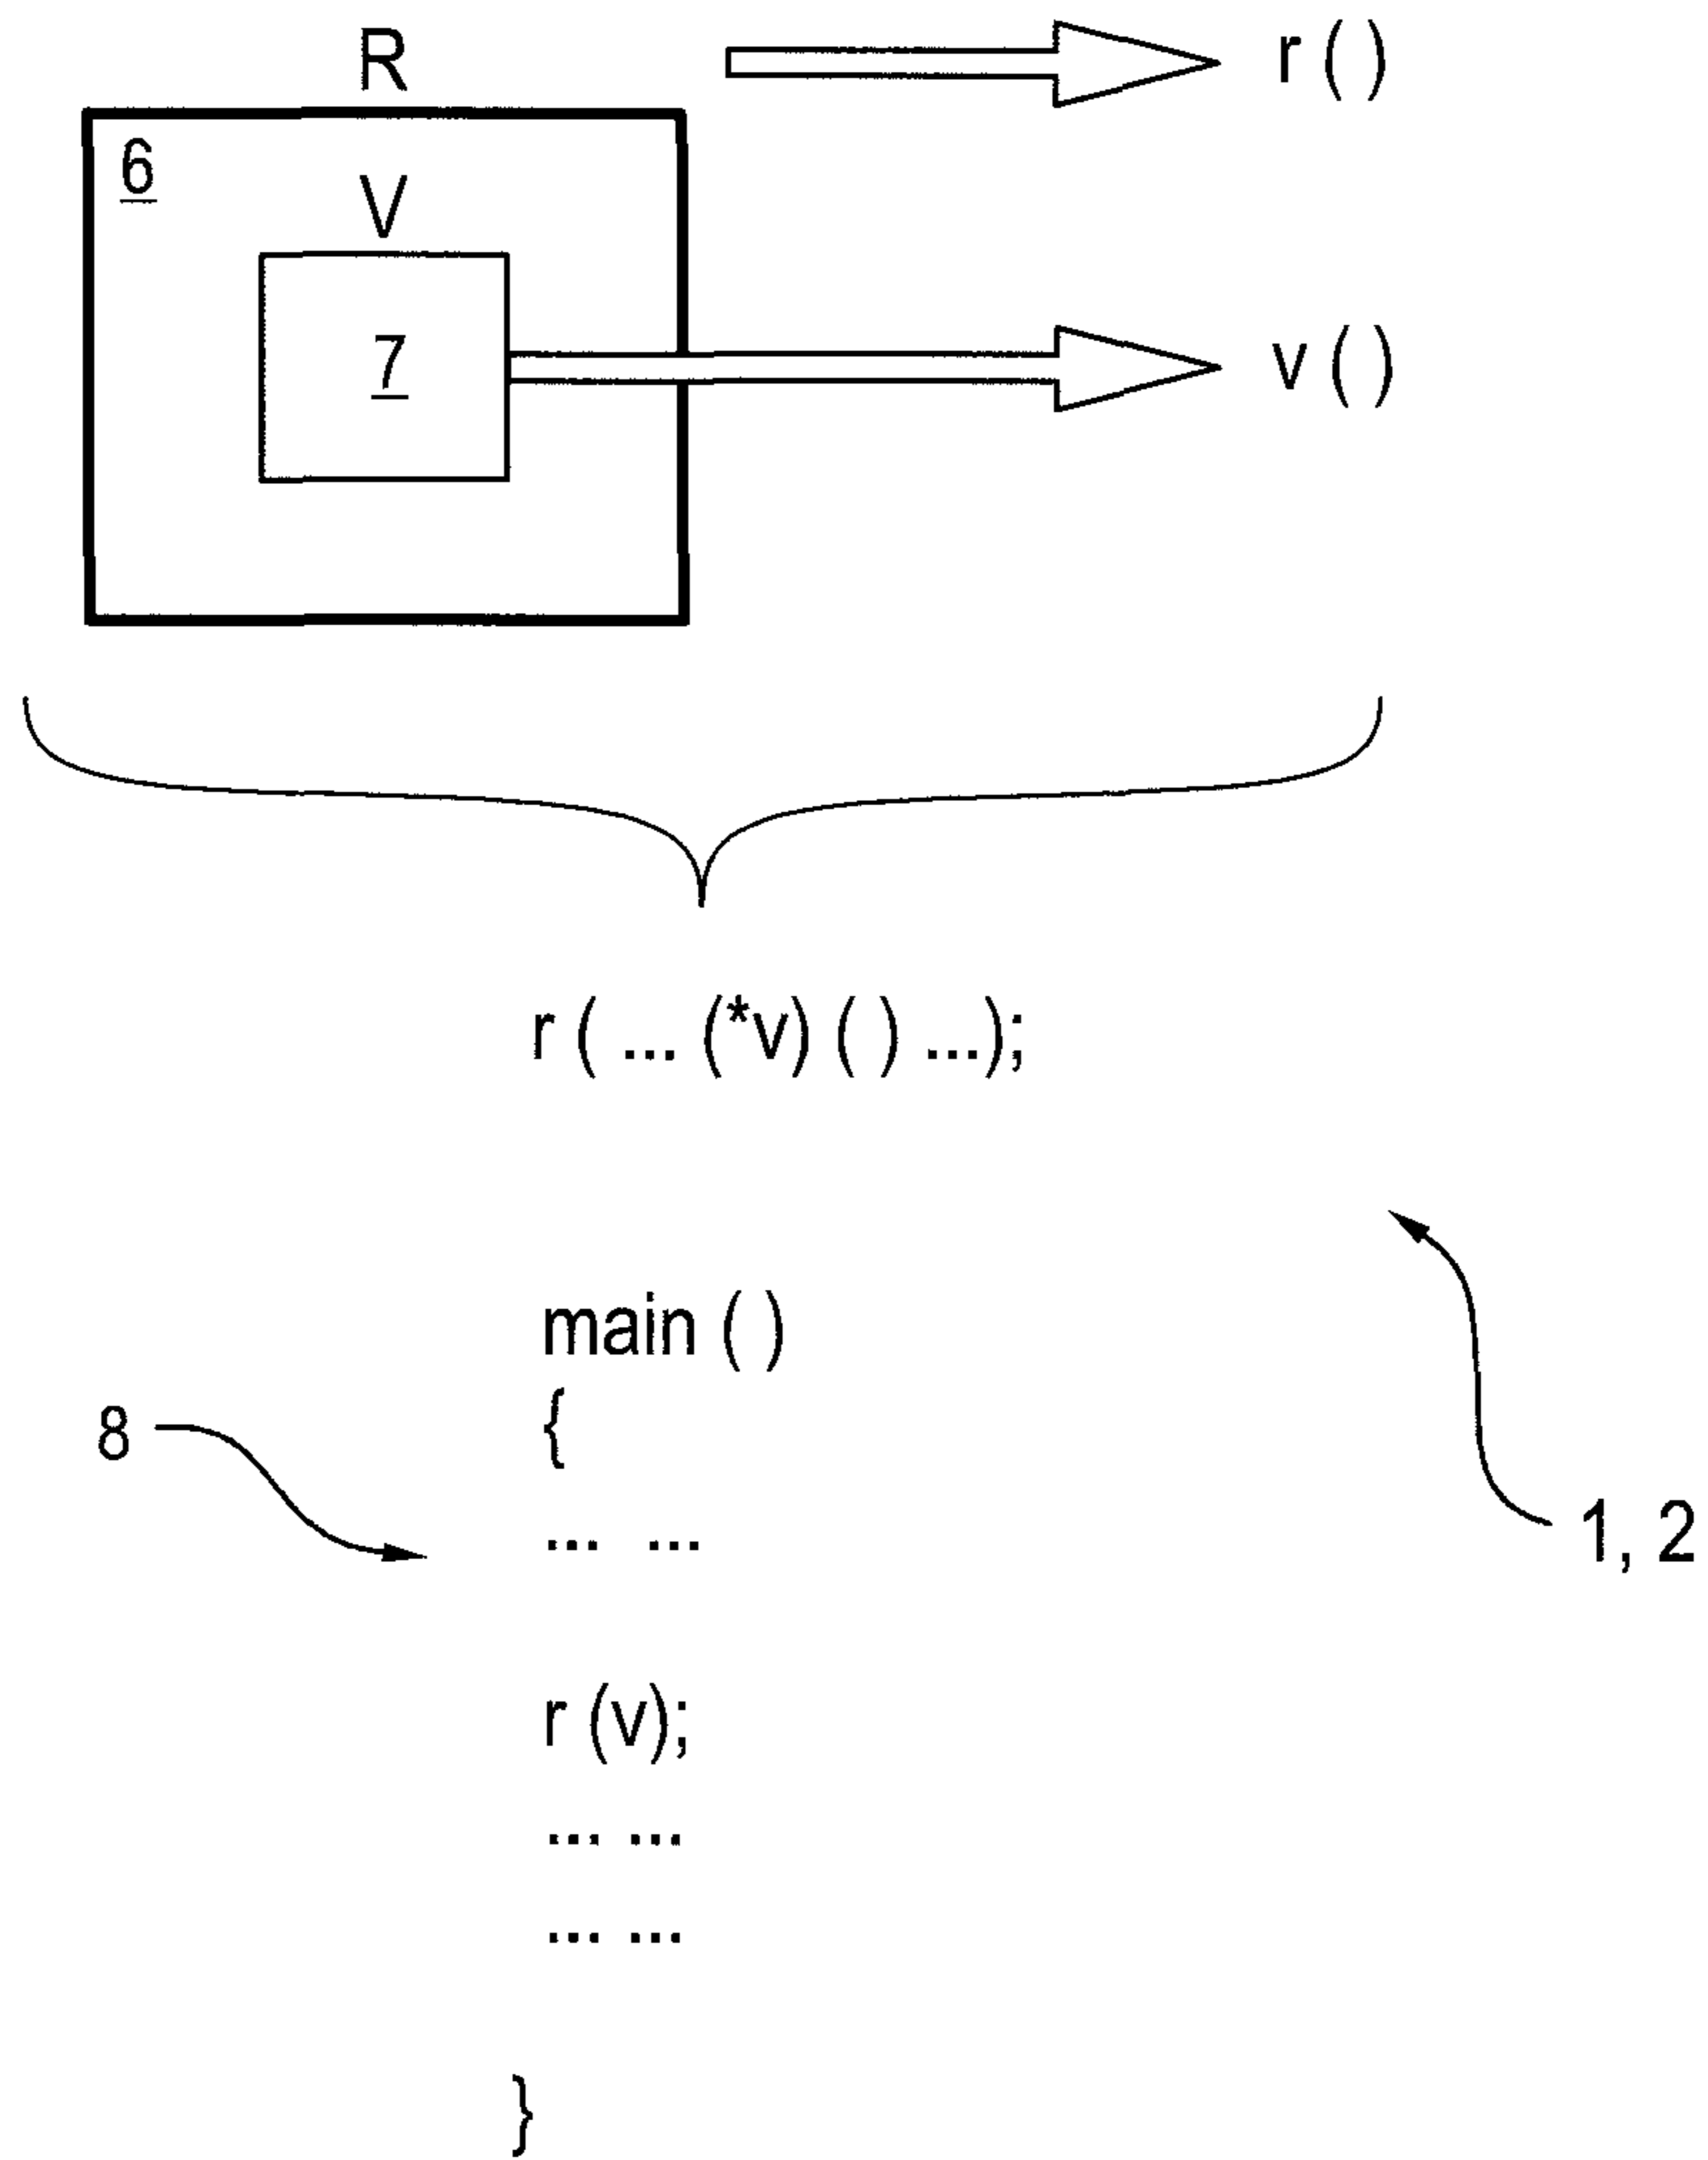 R
r ( )
6
V
7
v ( )
r ( ... (*v) ( ) ...);
main ( )
{
8
... ...
1, 2
r (v);
... ...
... ...
}